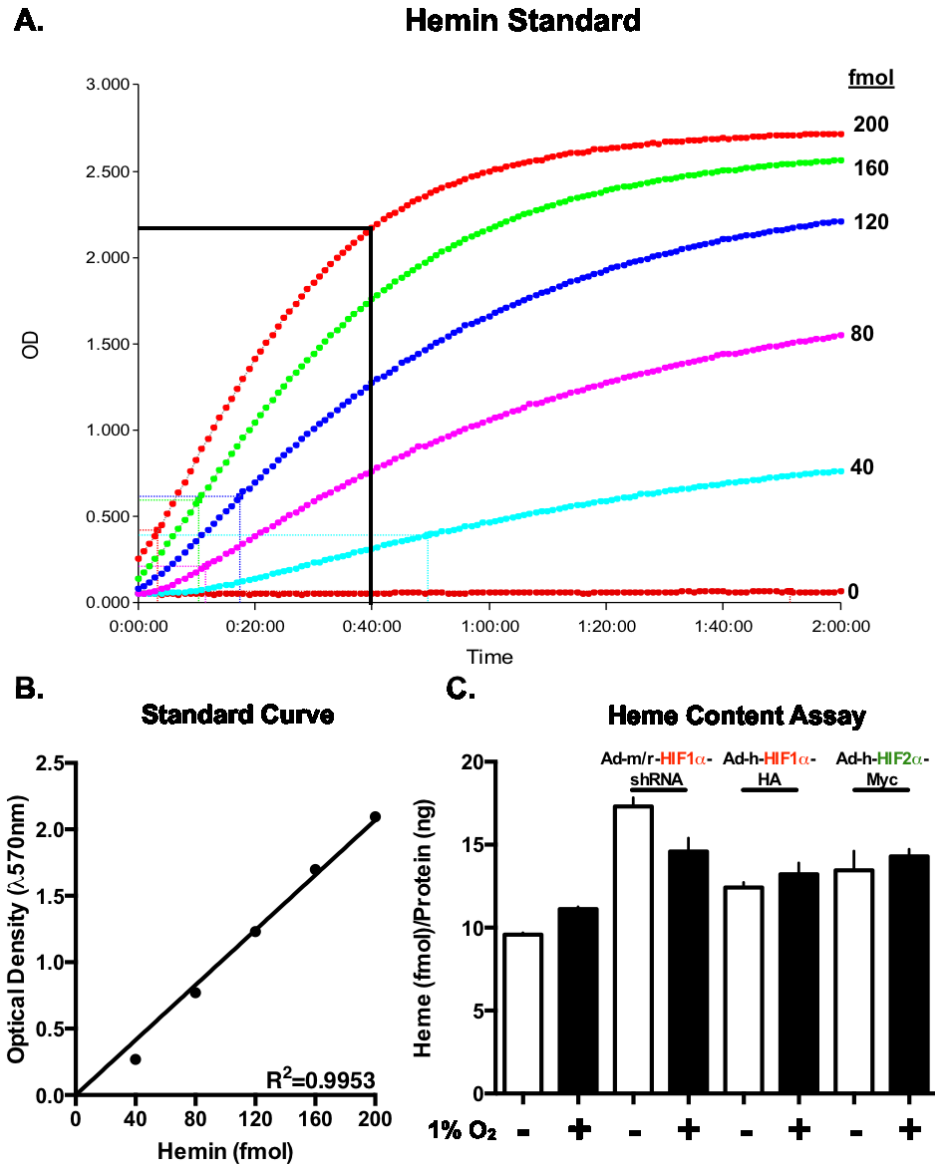 A.
Hemin Standard
fmol
3.000
2.500
2.000
1.500
1.000
0.500
0.000
OD
200
160
120
80
40
0
0:00:00 0:20:00 0:40:00 1:00:00 1:20:00 1:40:00 2:00:00
Time
B.
Standard Curve
Optical Density (λ570nm)
2.5
2.0
1.5
1.0
0.5
0.0
R²=0.9953
0 40 80 120 160 200
Hemin (fmol)
C.
Heme Content Assay
Heme (fmol)/Protein (ng)
20
15
10
5
0
Ad-m/r-HIF1α-
shRNA
Ad-h-HIF1α-
HA
Ad-h-HIF2α-
Myc
1% O₂ - + - + - + - +